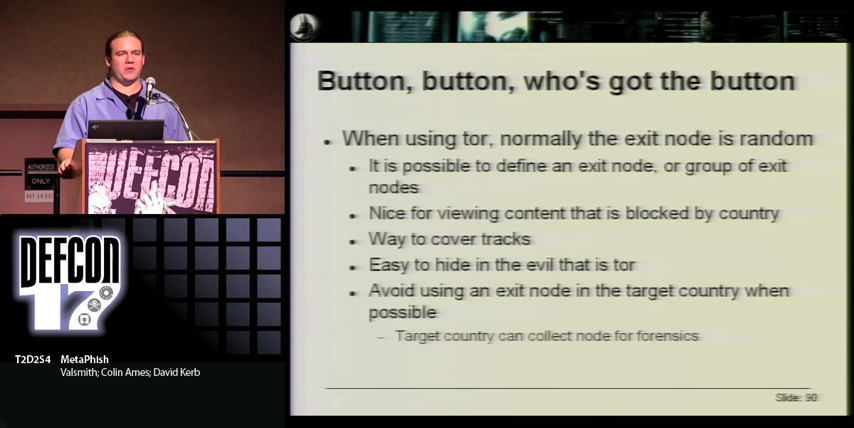 Button, button, who's got the button
• When using tor, normally the exit node is random
• It is possible to define an exit node, or group of exit
nodes
• Nice for viewing content that is blocked by country
• Way to cover tracks
• Easy to hide in the evil that is tor
• Avoid using an exit node in the target country when
possible
– Target country can collect node for forensics
Slide: 90
AUTHORIZED
ONLY
DEFCON
DEFCON
17
T2D2S4 MetaPhish
Valsmith; Colin Ames; David Kerb